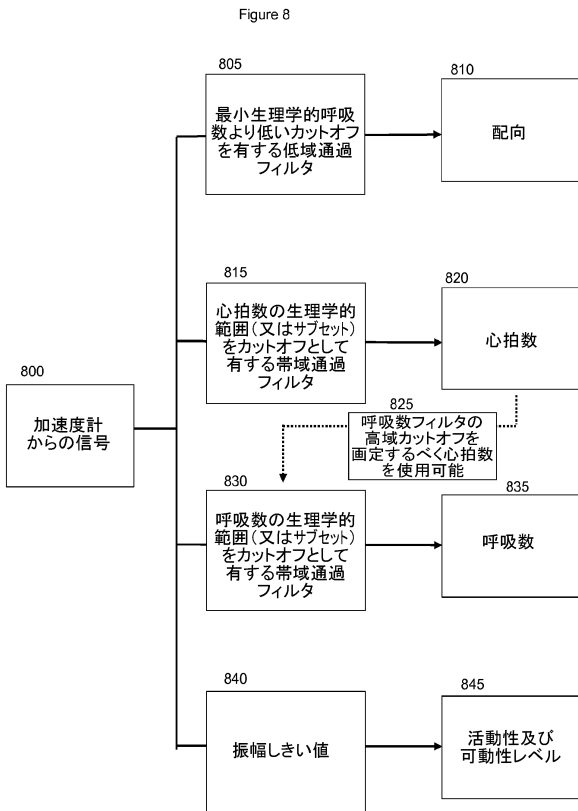 Figure 8
805
最小生理学的呼吸
数より低いカットオフ
を有する低域通過
フィルタ
810
配向
815
心拍数の生理学的
範囲(又はサブセット)
をカットオフとして
有する帯域通過
フィルタ
820
心拍数
800
加速度計
からの信号
825
呼吸数フィルタの
高域カットオフを
画定するべく心拍数
を使用可能
830
呼吸数の生理学的
範囲(又はサブセット)
をカットオフとして
有する帯域通過
フィルタ
835
呼吸数
840
振幅しきい値
845
活動性及び
可動性レベル